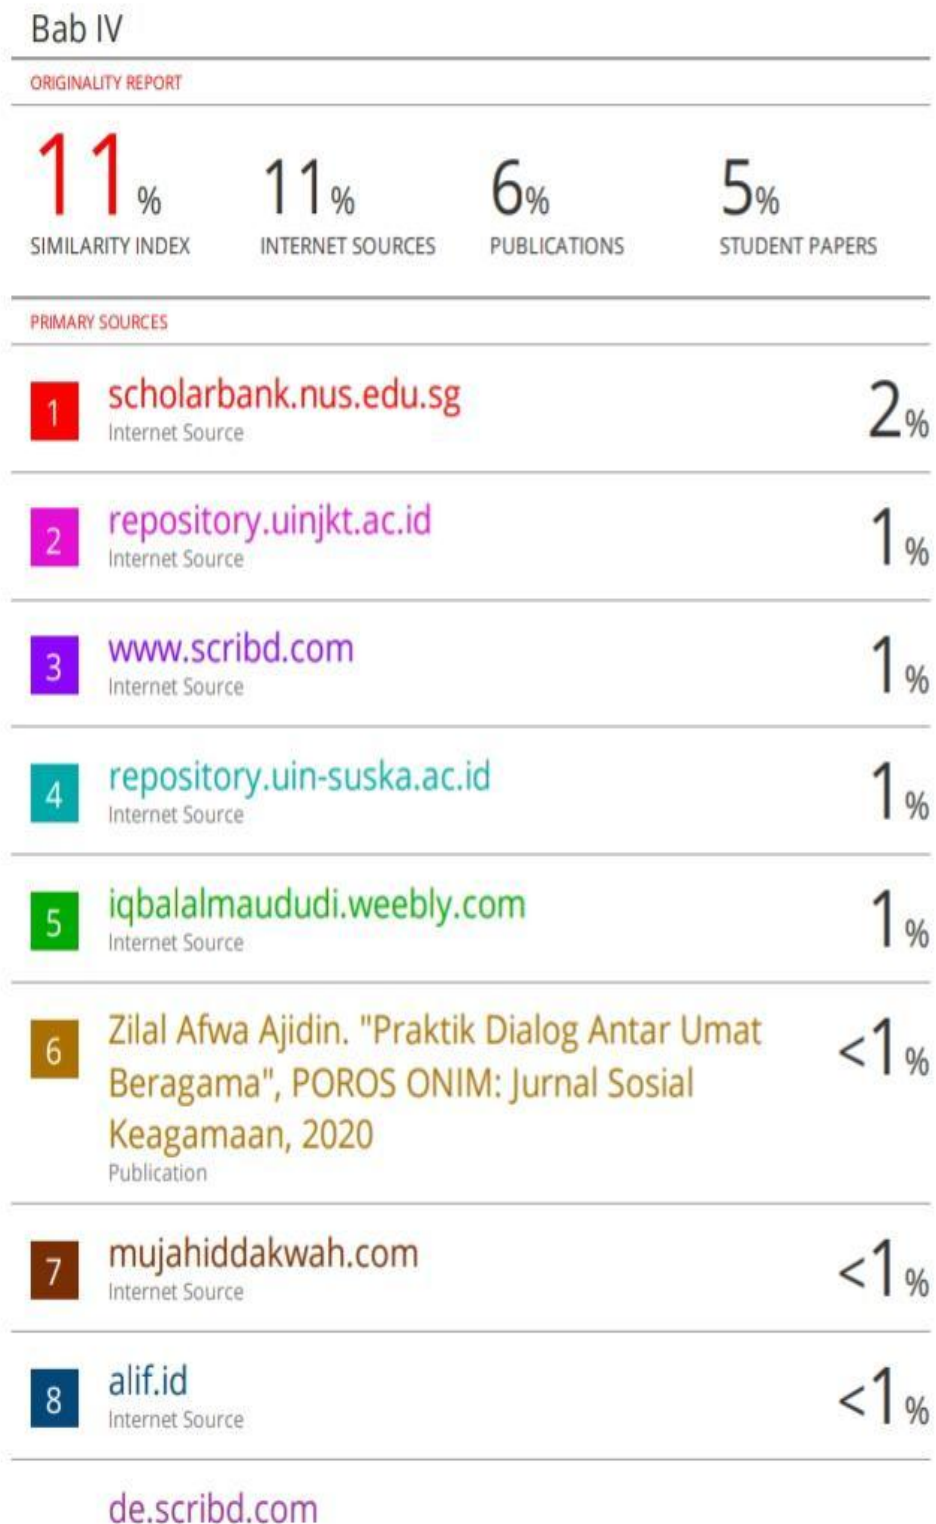 Bab IV
ORIGINALITY REPORT
11% 11% 6% 5%
SIMILARITY INDEX INTERNET SOURCES PUBLICATIONS STUDENT PAPERS
PRIMARY SOURCES
1 scholarbank.nus.edu.sg 2%
Internet Source
2 repository.uinjkt.ac.id 1%
Internet Source
3 www.scribd.com 1%
Internet Source
4 repository.uin-suska.ac.id 1%
Internet Source
5 iqbalalmaududi.weebly.com 1%
Internet Source
6 Zilal Afwa Ajidin. "Praktik Dialog Antar Umat <1%
Beragama", POROS ONIM: Jurnal Sosial
Keagamaan, 2020
Publication
7 mujahiddakwah.com <1%
Internet Source
8 alif.id <1%
Internet Source
de.scribd.com